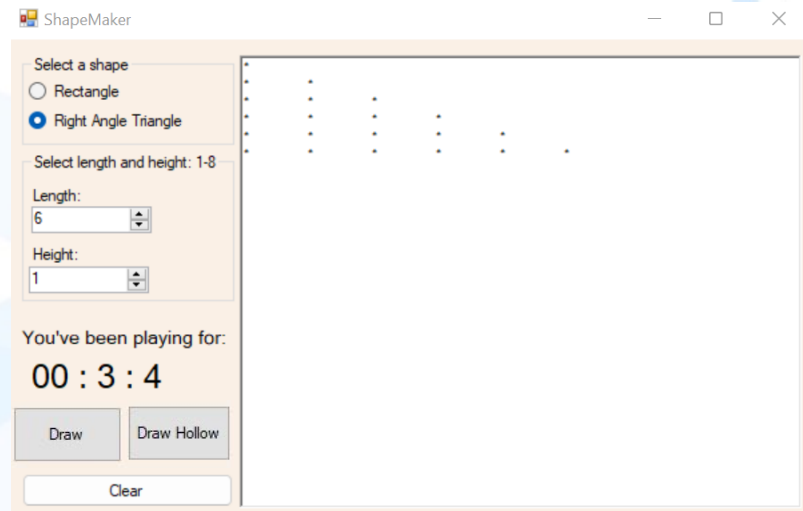 ShapeMaker
Select a shape
Rectangle
Right Angle Triangle
Select length and height: 1-8
Length:
6
Height:
1
You've been playing for:
00 : 3 : 4
Draw
Draw Hollow
Clear
*
* *
* * *
* * * *
* * * * *
* * * * * *